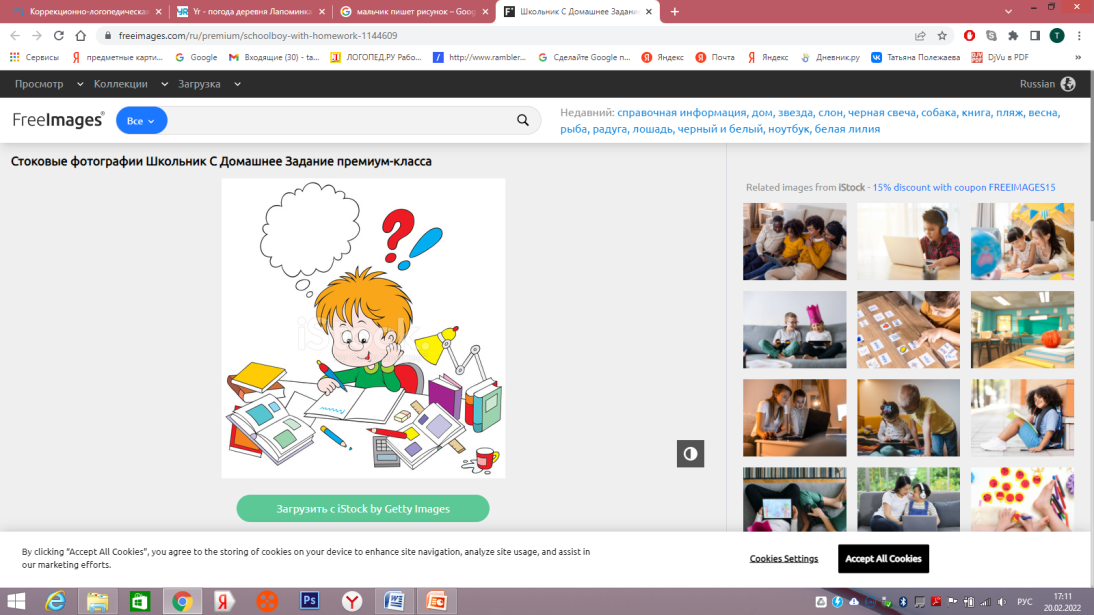 Коррекционно-логопедическая
Yr - погода деревня Лапоминка
мальчик пишет рисунок – Goog
Школьник С Домашнее Задание
freeimages.com/ru/premium/schoolboy-with-homework-1144609
T
Сервисы
предметные карти...
Google
Входящие (30) - ta...
ЛОГОПЕД.РУ Рабо...
http://www.rambler...
Сделайте Google п...
Яндекс
Почта
Яндекс
Дневник.ру
Татьяна Полежаева
DjVu в PDF
Просмотр
Коллекции
Загрузка
Russian
FreeImages®
Все
Недавний: справочная информация, дом, звезда, слон, черная свеча, собака, книга, пляж, весна,
рыба, радуга, лошадь, черный и белый, ноутбук, белая лилия
Стоковые фотографии Школьник С Домашнее Задание премиум-класса
?!
iStock
Related images from iStock - 15% discount with coupon FREEIMAGES15
Загрузить с iStock by Getty Images
By clicking “Accept All Cookies”, you agree to the storing of cookies on your device to enhance site navigation, analyze site usage, and assist in
our marketing efforts.
Cookies Settings
Accept All Cookies
Ps
РУС
17:11
20.02.2022